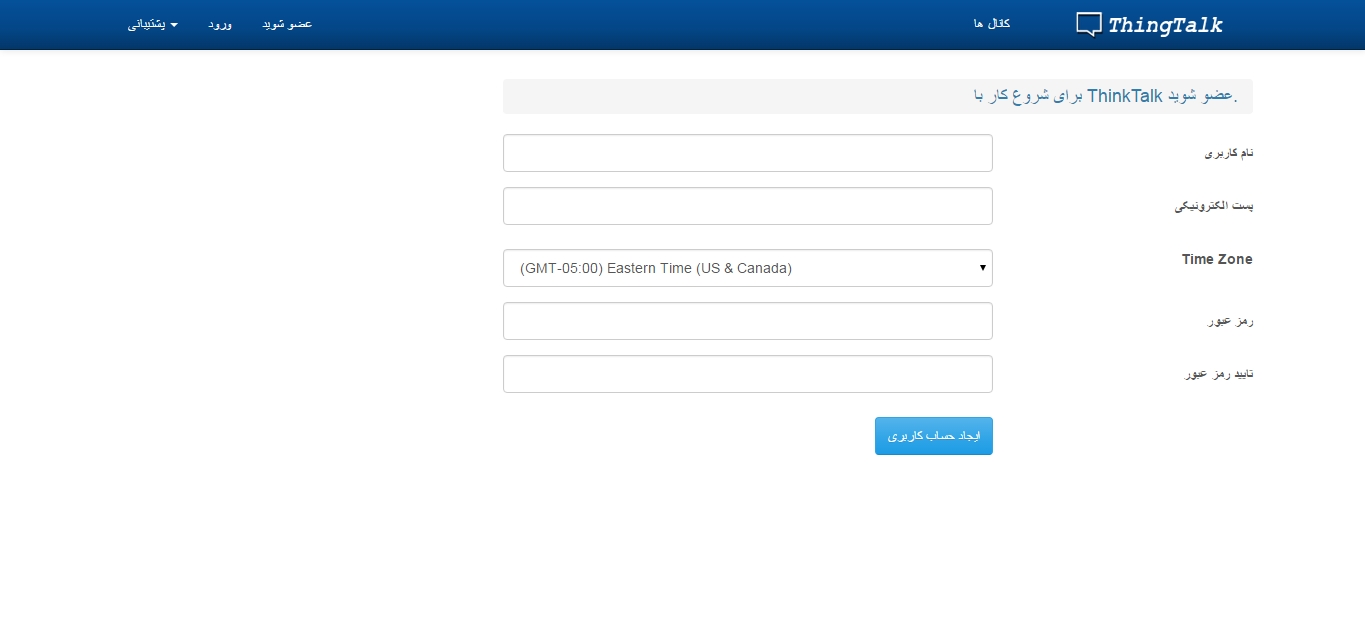 ThingTalk
کانال ها
عضو شوید
ورود
پشتیبانی
برای شروع کار با ThinkTalk عضو شوید.
نام کاربری
پست الکترونیکی
Time Zone
(GMT-05:00) Eastern Time (US & Canada)
رمز عبور
تایید رمز عبور
ایجاد حساب کاربری